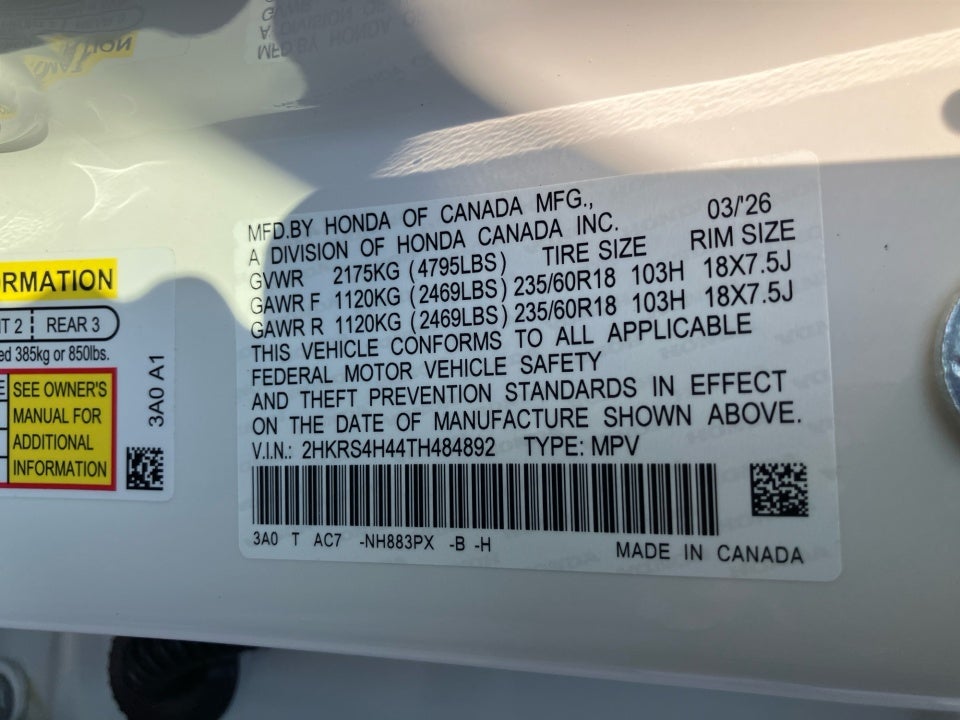 ORMATION
T 2 REAR 3
ed 385kg or 850lbs.
SEE OWNER'S
MANUAL FOR
ADDITIONAL
INFORMATION
3A0 A1
MFD.BY HONDA OF CANADA MFG., 03/'26
A DIVISION OF HONDA CANADA INC. TIRE SIZE RIM SIZE
GVWR 2175KG (4795LBS)
GAWR F 1120KG (2469LBS) 235/60R18 103H 18X7.5J
GAWR R 1120KG (2469LBS) 235/60R18 103H 18X7.5J
THIS VEHICLE CONFORMS TO ALL APPLICABLE
FEDERAL MOTOR VEHICLE SAFETY
AND THEFT PREVENTION STANDARDS IN EFFECT
ON THE DATE OF MANUFACTURE SHOWN ABOVE.
V.I.N.: 2HKRS4H44TH484892 TYPE: MPV
3A0 T AC7 -NH883PX -B -H
MADE IN CANADA